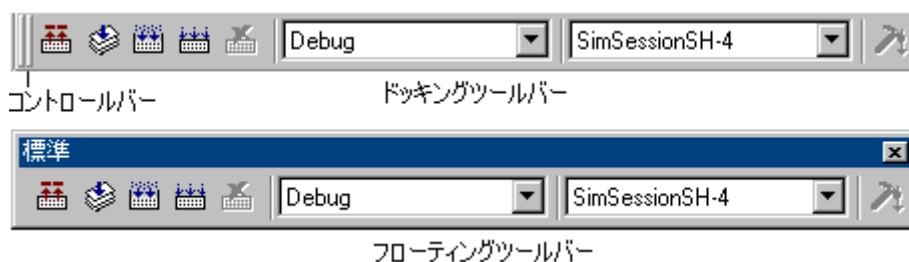 Debug SimSessionSH-4
コントロールバー ドッキングツールバー
標準
Debug SimSessionSH-4
フローティングツールバー